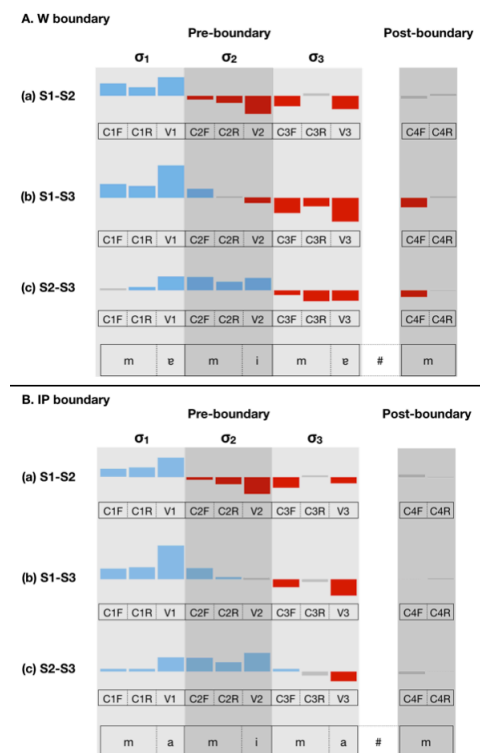 A. W boundary
Pre-boundary Post-boundary
σ1 σ2 σ3
(a) S1-S2
C1F C1R V1 C2F C2R V2 C3F C3R V3 C4F C4R
(b) S1-S3
C1F C1R V1 C2F C2R V2 C3F C3R V3 C4F C4R
(c) S2-S3
C1F C1R V1 C2F C2R V2 C3F C3R V3 C4F C4R
m ɐ m i m ɐ # m
B. IP boundary
Pre-boundary Post-boundary
σ1 σ2 σ3
(a) S1-S2
C1F C1R V1 C2F C2R V2 C3F C3R V3 C4F C4R
(b) S1-S3
C1F C1R V1 C2F C2R V2 C3F C3R V3 C4F C4R
(c) S2-S3
C1F C1R V1 C2F C2R V2 C3F C3R V3 C4F C4R
m a m i m a # m